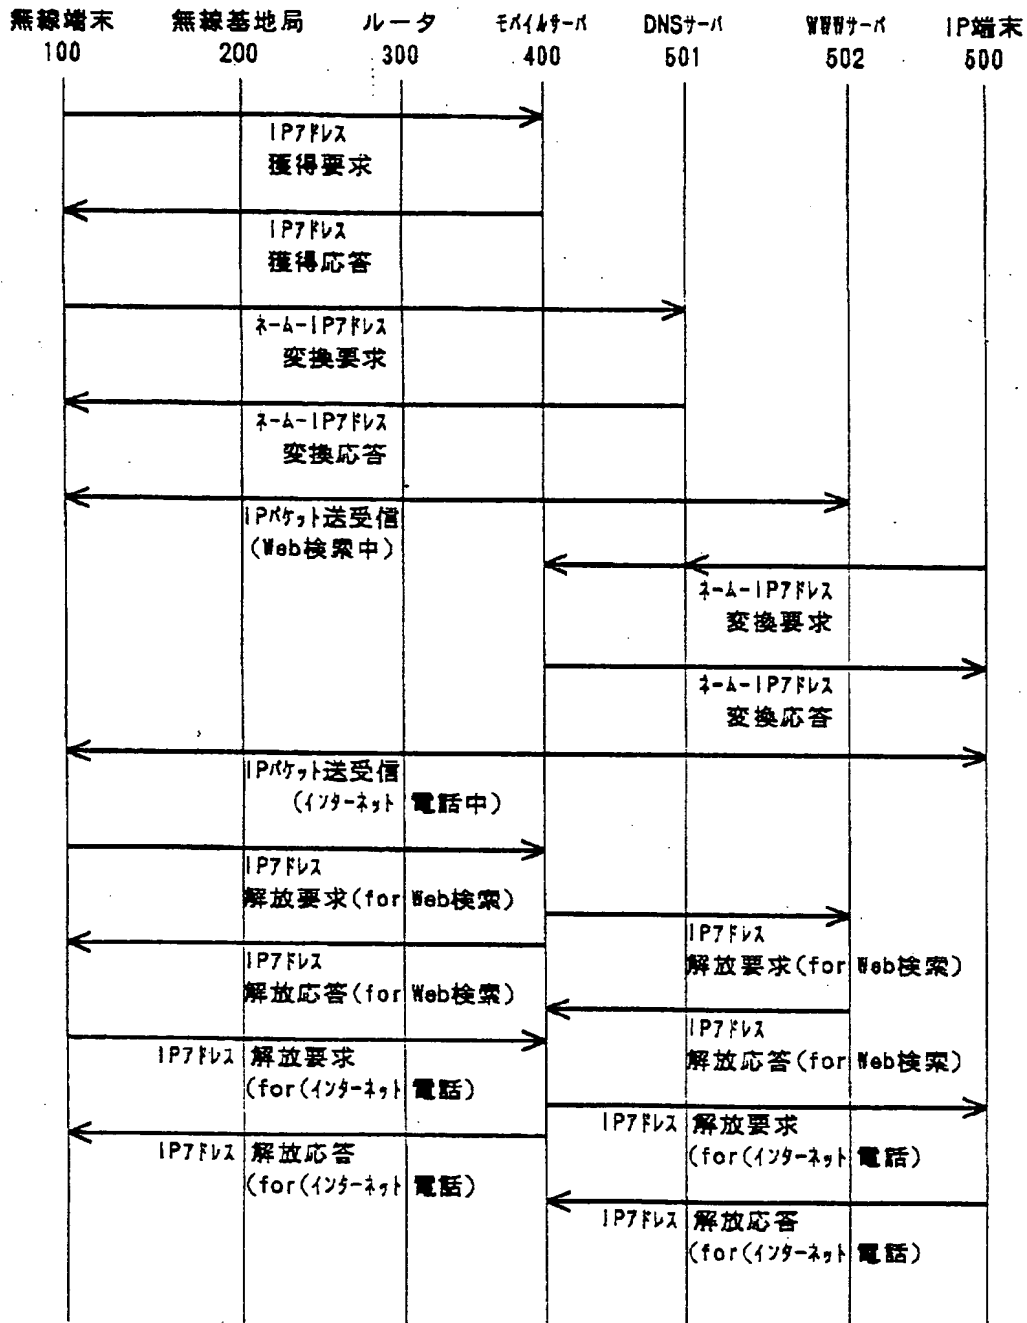 無線端末 無線基地局 ルータ モバイルサーバ DNSサーバ WWWサーバ IP端末
100 200 300 400 501 502 500
IPアドレス
獲得要求
IPアドレス
獲得応答
ネーム-IPアドレス
変換要求
ネーム-IPアドレス
変換応答
IPパケット送受信
(Web検索中)
ネーム-IPアドレス
変換要求
ネーム-IPアドレス
変換応答
IPパケット送受信
(インターネット電話中)
IPアドレス
解放要求(for Web検索)
IPアドレス
解放要求(for Web検索)
IPアドレス
解放応答(for Web検索)
IPアドレス
解放応答(for Web検索)
IPアドレス解放要求
(for(インターネット電話)
IPアドレス解放要求
(for(インターネット電話)
IPアドレス解放応答
(for(インターネット電話)
IPアドレス解放応答
(for(インターネット電話)